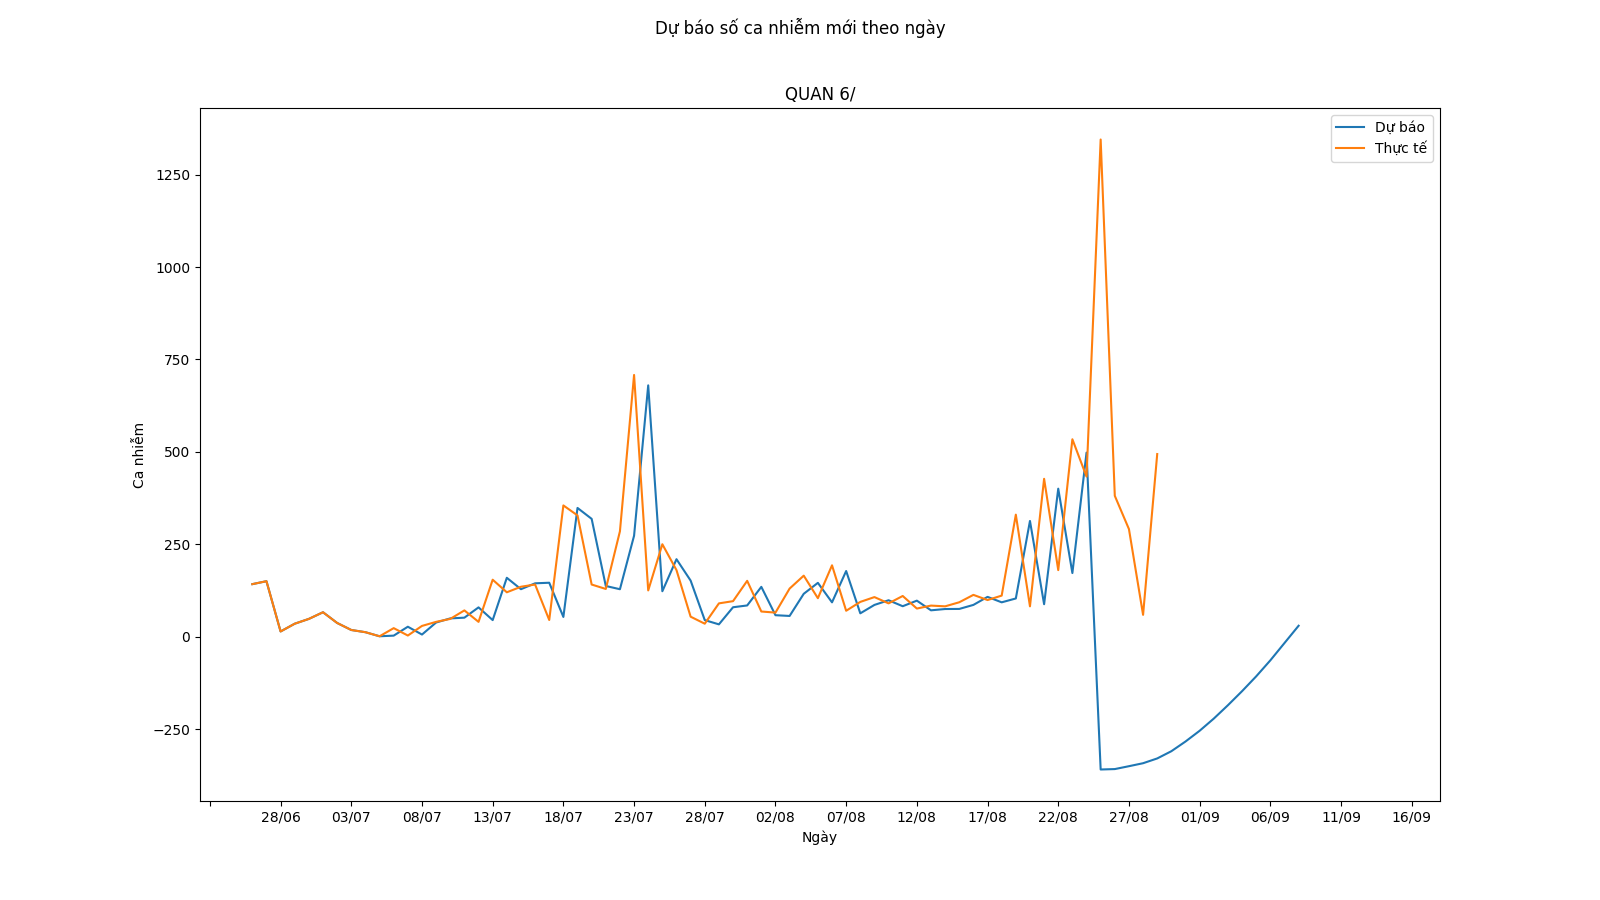 Dự báo số ca nhiễm mới theo ngày
QUAN 6/
Dự báo
Thực tế
1250
1000
750
500
250
0
−250
Ca nhiễm
28/06 03/07 08/07 13/07 18/07 23/07 28/07 02/08 07/08 12/08 17/08 22/08 27/08 01/09 06/09 11/09 16/09
Ngày